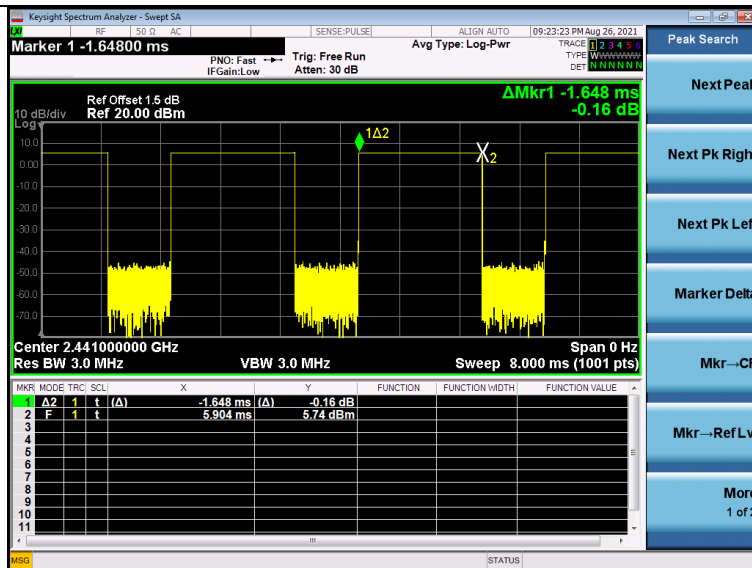 Keysight Spectrum Analyzer - Swept SA
LXI RF 50 Ω AC SENSE:PULSE ALIGN AUTO 09:23:23 PM Aug 26, 2021
Marker 1 -1.64800 ms
PNO: Fast
IFGain:Low
Trig: Free Run
Atten: 30 dB
Avg Type: Log-Pwr
TRACE 1 2 3 4 5 6
TYPE WWWWWW
DET N N N N N N
Peak Search
ΔMkr1 -1.648 ms
-0.16 dB
Ref Offset 1.5 dB
10 dB/div Ref 20.00 dBm
Log
10.0
0.00
-10.0
-20.0
-30.0
-40.0
-50.0
-60.0
-70.0
1Δ2
2
Center 2.441000000 GHz Span 0 Hz
Res BW 3.0 MHz VBW 3.0 MHz Sweep 8.000 ms (1001 pts)
MKR MODE TRC SCL X Y FUNCTION FUNCTION WIDTH FUNCTION VALUE
1 Δ2 1 t (Δ) -1.648 ms (Δ) -0.16 dB
2 F 1 t 5.904 ms 5.74 dBm
3
4
5
6
7
8
9
10
11
MSG STATUS
Next Peak
Next Pk Righ
Next Pk Lef
Marker Delta
Mkr→CF
Mkr→Ref Lv
More
1 of 2